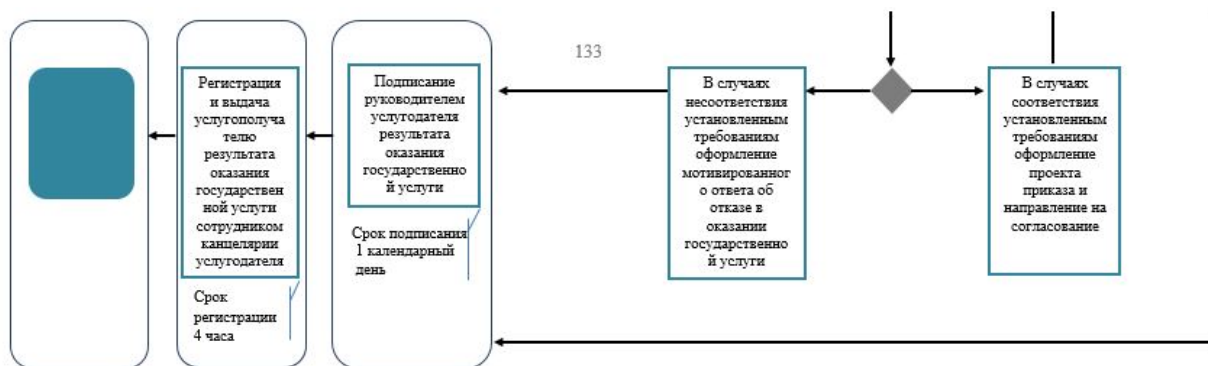 133
Регистрация
и выдача
услугополуча
телю
результата
оказания
государствен
ной услуги
сотрудником
канцелярии
услугодателя
Срок
регистрации
4 часа
Подписание
руководителем
услугодателя
результата
оказания
государственно
й услуги
Срок подписания
1 календарный
день
В случаях
несоответствия
установленным
требованиям
оформление
мотивированног
о ответа об
отказе в
оказании
государственно
й услуги
В случаях
соответствия
установленным
требованиям
оформление
проекта
приказа и
направление на
согласование